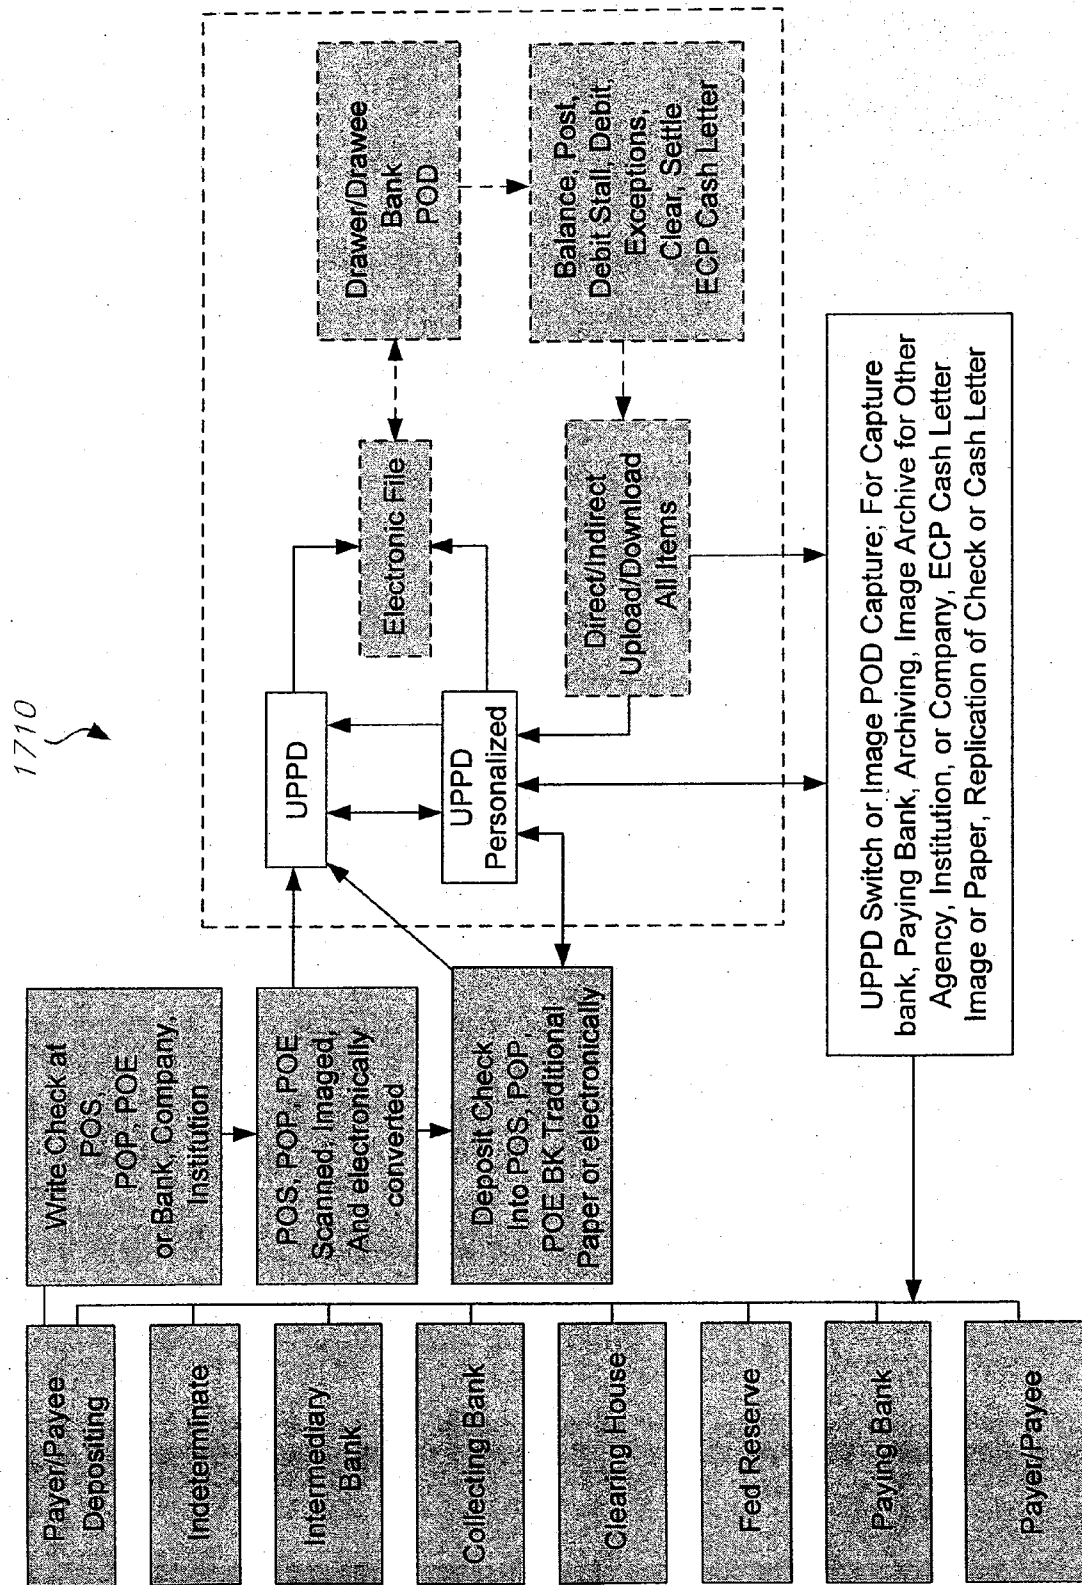 1710
Payer/Payee
Depositing
Indeterminate
Intermediary
Bank
Collecting Bank
Clearing House
Fed Reserve
Paying Bank
Payer/Payee
Write Check at
POS,
POP, POE
or Bank, Company,
Institution
POS, POP, POE
Scanned, Imaged,
And electronically
converted
Deposit Check
Into POS, POP,
POE BK Traditional
Paper or electronically
UPPD
UPPD
Personalized
Electronic File
Drawer/Drawee
Bank
POD
Balance, Post,
Debit Stall, Debit,
Exceptions,
Clear, Settle
ECP Cash Letter
Direct/Indirect
Upload/Download
All Items
UPPD Switch or Image POD Capture; For Capture
bank, Paying Bank, Archiving, Image Archive for Other
Agency, Institution, or Company, ECP Cash Letter
Image or Paper, Replication of Check or Cash Letter